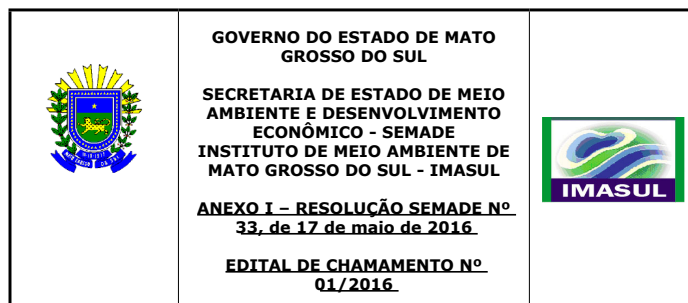 GOVERNO DO ESTADO DE MATO
GROSSO DO SUL
SECRETARIA DE ESTADO DE MEIO
AMBIENTE E DESENVOLVIMENTO
ECONÔMICO - SEMADE
INSTITUTO DE MEIO AMBIENTE DE
MATO GROSSO DO SUL - IMASUL
ANEXO I – RESOLUÇÃO SEMADE Nº
33, de 17 de maio de 2016
EDITAL DE CHAMAMENTO Nº
01/2016
IMASUL